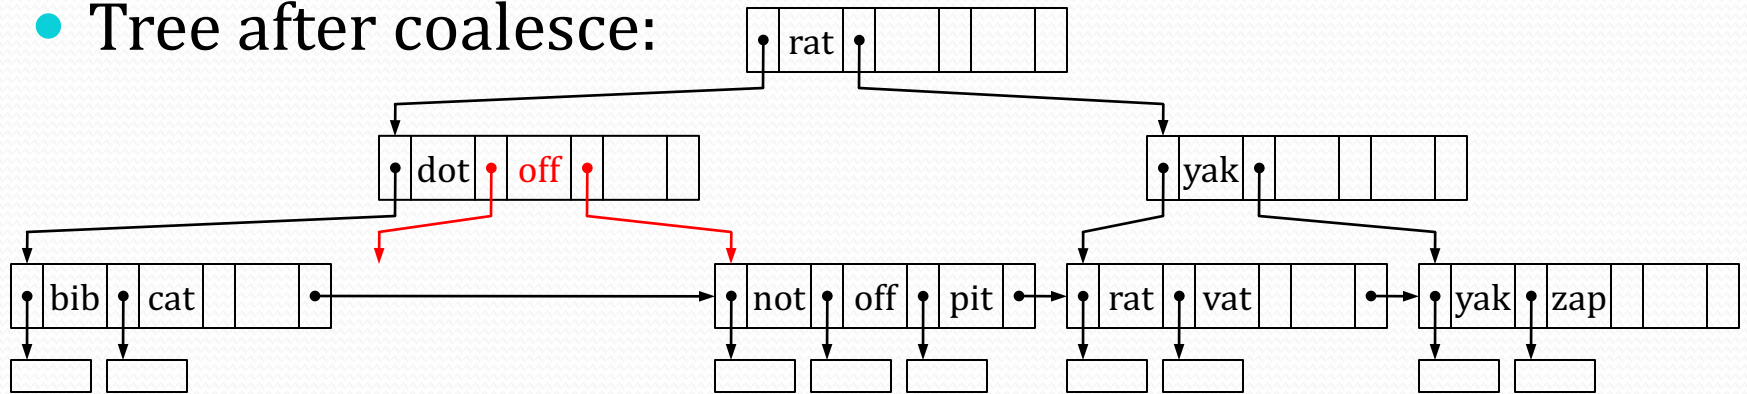 • Tree after coalesce:
rat
dot off
yak
bib cat
not off pit
rat vat
yak zap